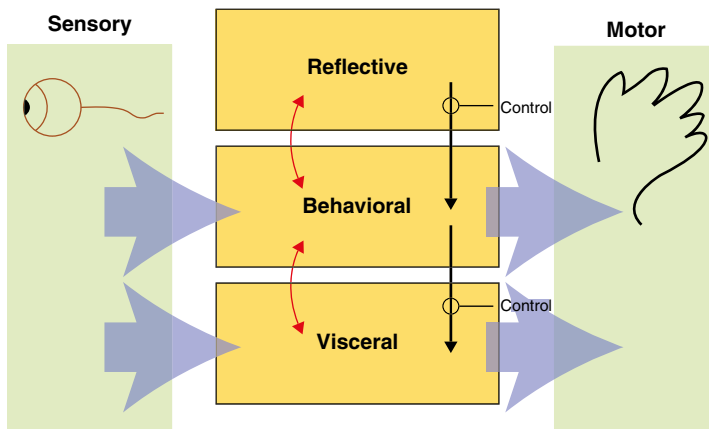 Sensory
Motor
Reflective
Control
Behavioral
Control
Visceral